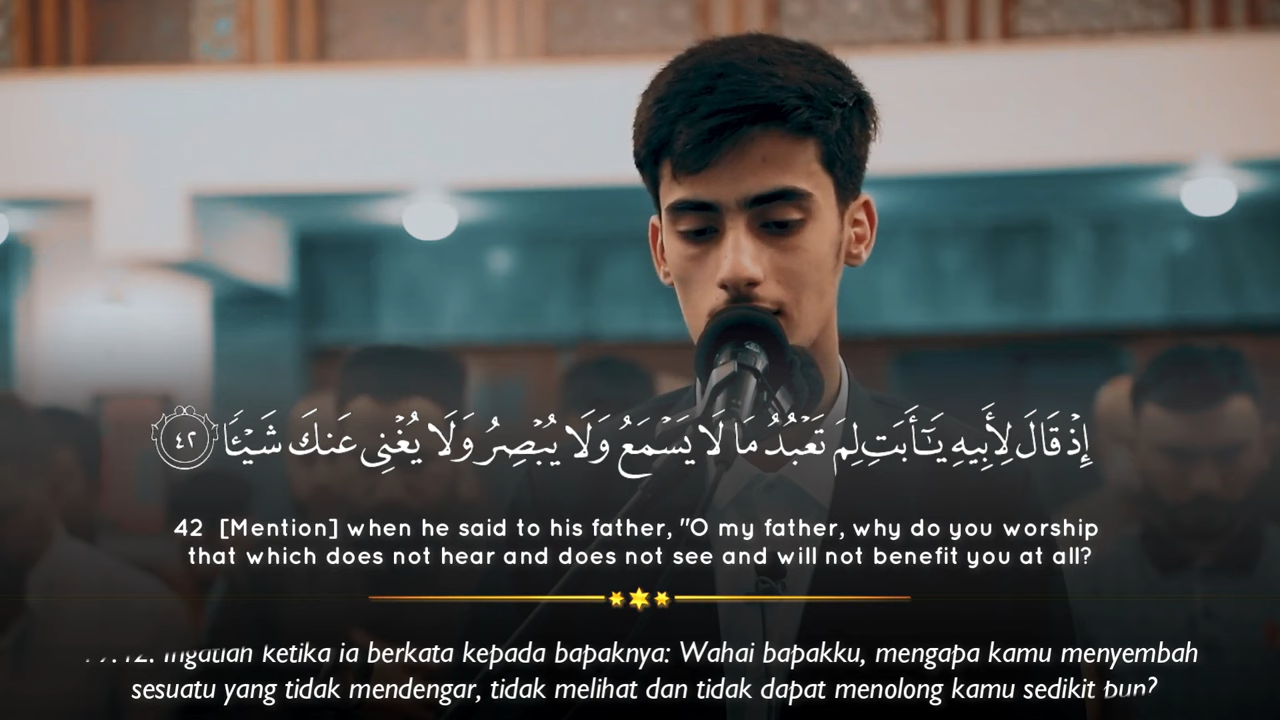 إِذْ قَالَ لِأَبِيهِ يَٰٓأَبَتِ لِمَ تَعْبُدُ مَا لَا يَسْمَعُ وَلَا يُبْصِرُ وَلَا يُغْنِى عَنكَ شَيْـًٔا ٤٢
42 [Mention] when he said to his father, "O my father, why do you worship
that which does not hear and does not see and will not benefit you at all?
Ingatlah ketika ia berkata kepada bapaknya: Wahai bapakku, mengapa kamu menyembah
sesuatu yang tidak mendengar, tidak melihat dan tidak dapat menolong kamu sedikit pun?